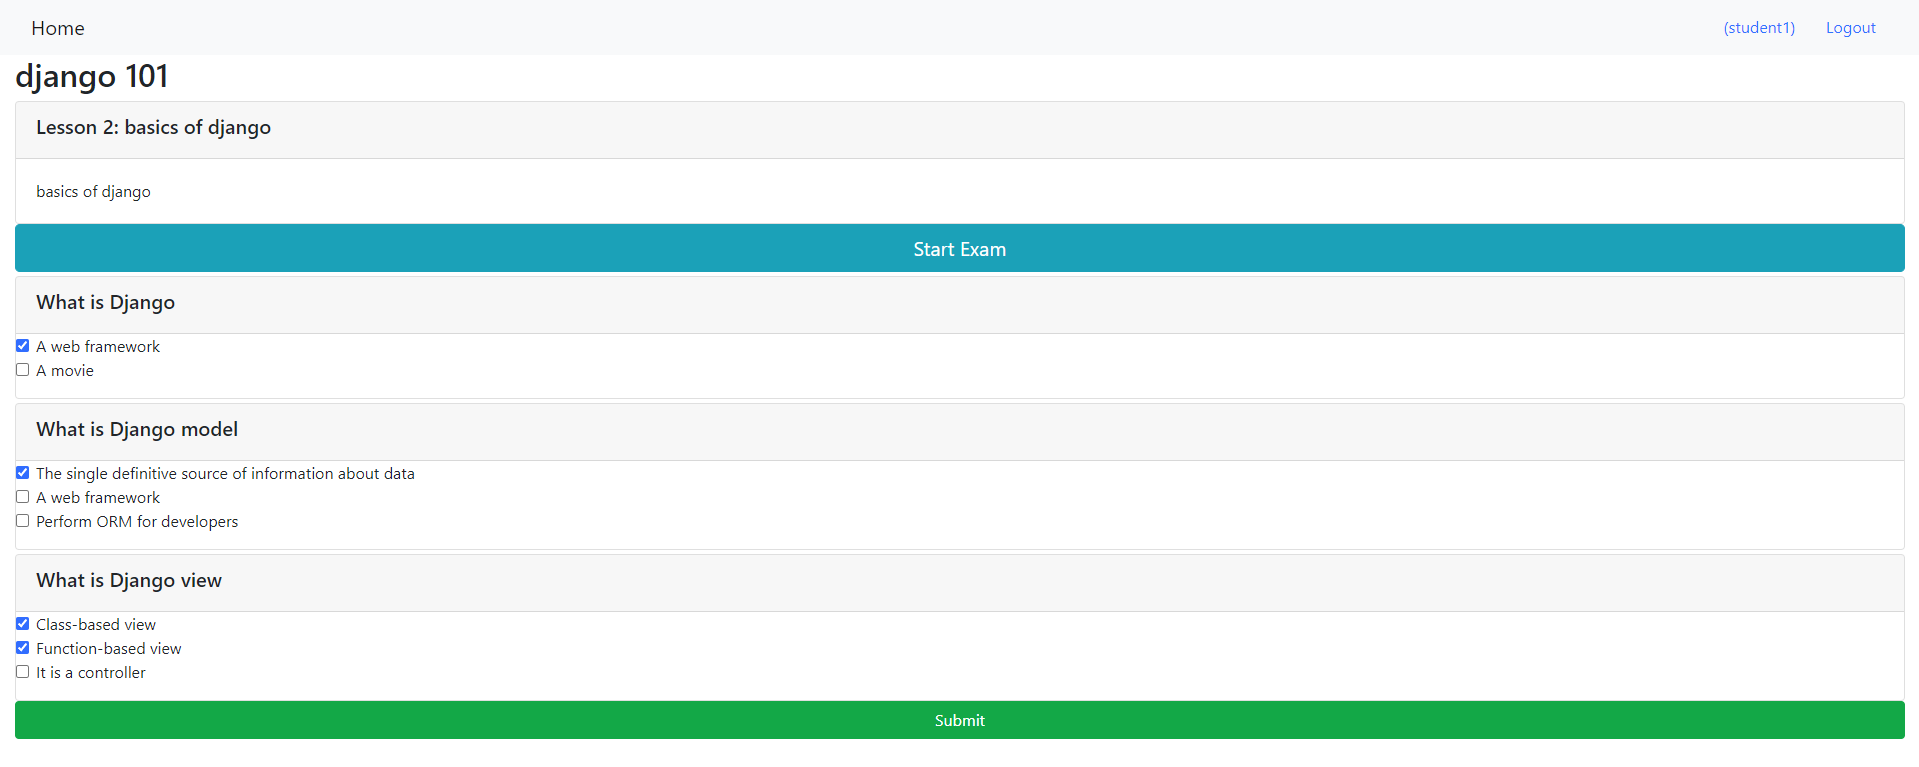 Home (student1) Logout
django 101
Lesson 2: basics of django
basics of django
Start Exam
What is Django
A web framework
A movie
What is Django model
The single definitive source of information about data
A web framework
Perform ORM for developers
What is Django view
Class-based view
Function-based view
It is a controller
Submit